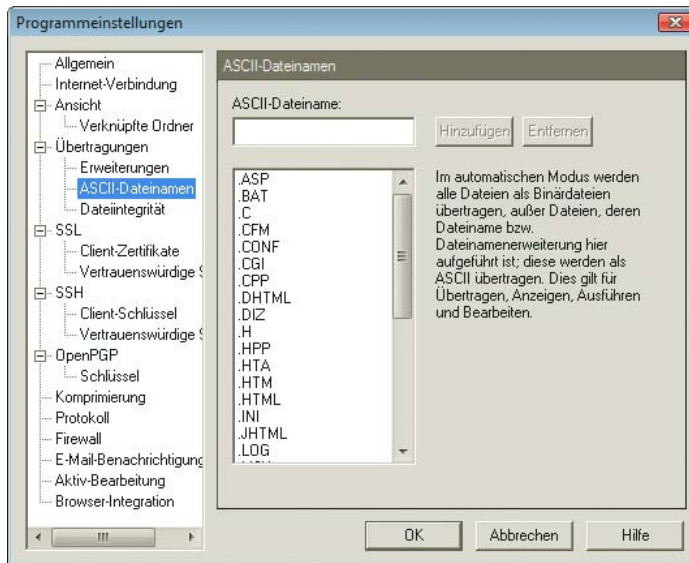 Programmeinstellungen
Allgemein
Internet-Verbindung
Ansicht
Verknüpfte Ordner
Übertragungen
Erweiterungen
ASCII-Dateinamen
Dateiintegrität
SSL
Client-Zertifikate
Vertrauenswürdige S
SSH
Client-Schlüssel
Vertrauenswürdige S
OpenPGP
Schlüssel
Komprimierung
Protokoll
Firewall
E-Mail-Benachrichtigung
Aktiv-Bearbeitung
Browser-Integration
ASCII-Dateinamen
ASCII-Dateiname:
Hinzufügen Entfernen
.ASP
.BAT
.C
.CFM
.CONF
.CGI
.CPP
.DHTML
.DIZ
.H
.HPP
.HTA
.HTM
.HTML
.INI
.JHTML
.LOG
Im automatischen Modus werden
alle Dateien als Binärdateien
übertragen, außer Dateien, deren
Dateiname bzw.
Dateinamenerweiterung hier
aufgeführt ist; diese werden als
ASCII übertragen. Dies gilt für
Übertragen, Anzeigen, Ausführen
und Bearbeiten.
OK Abbrechen Hilfe